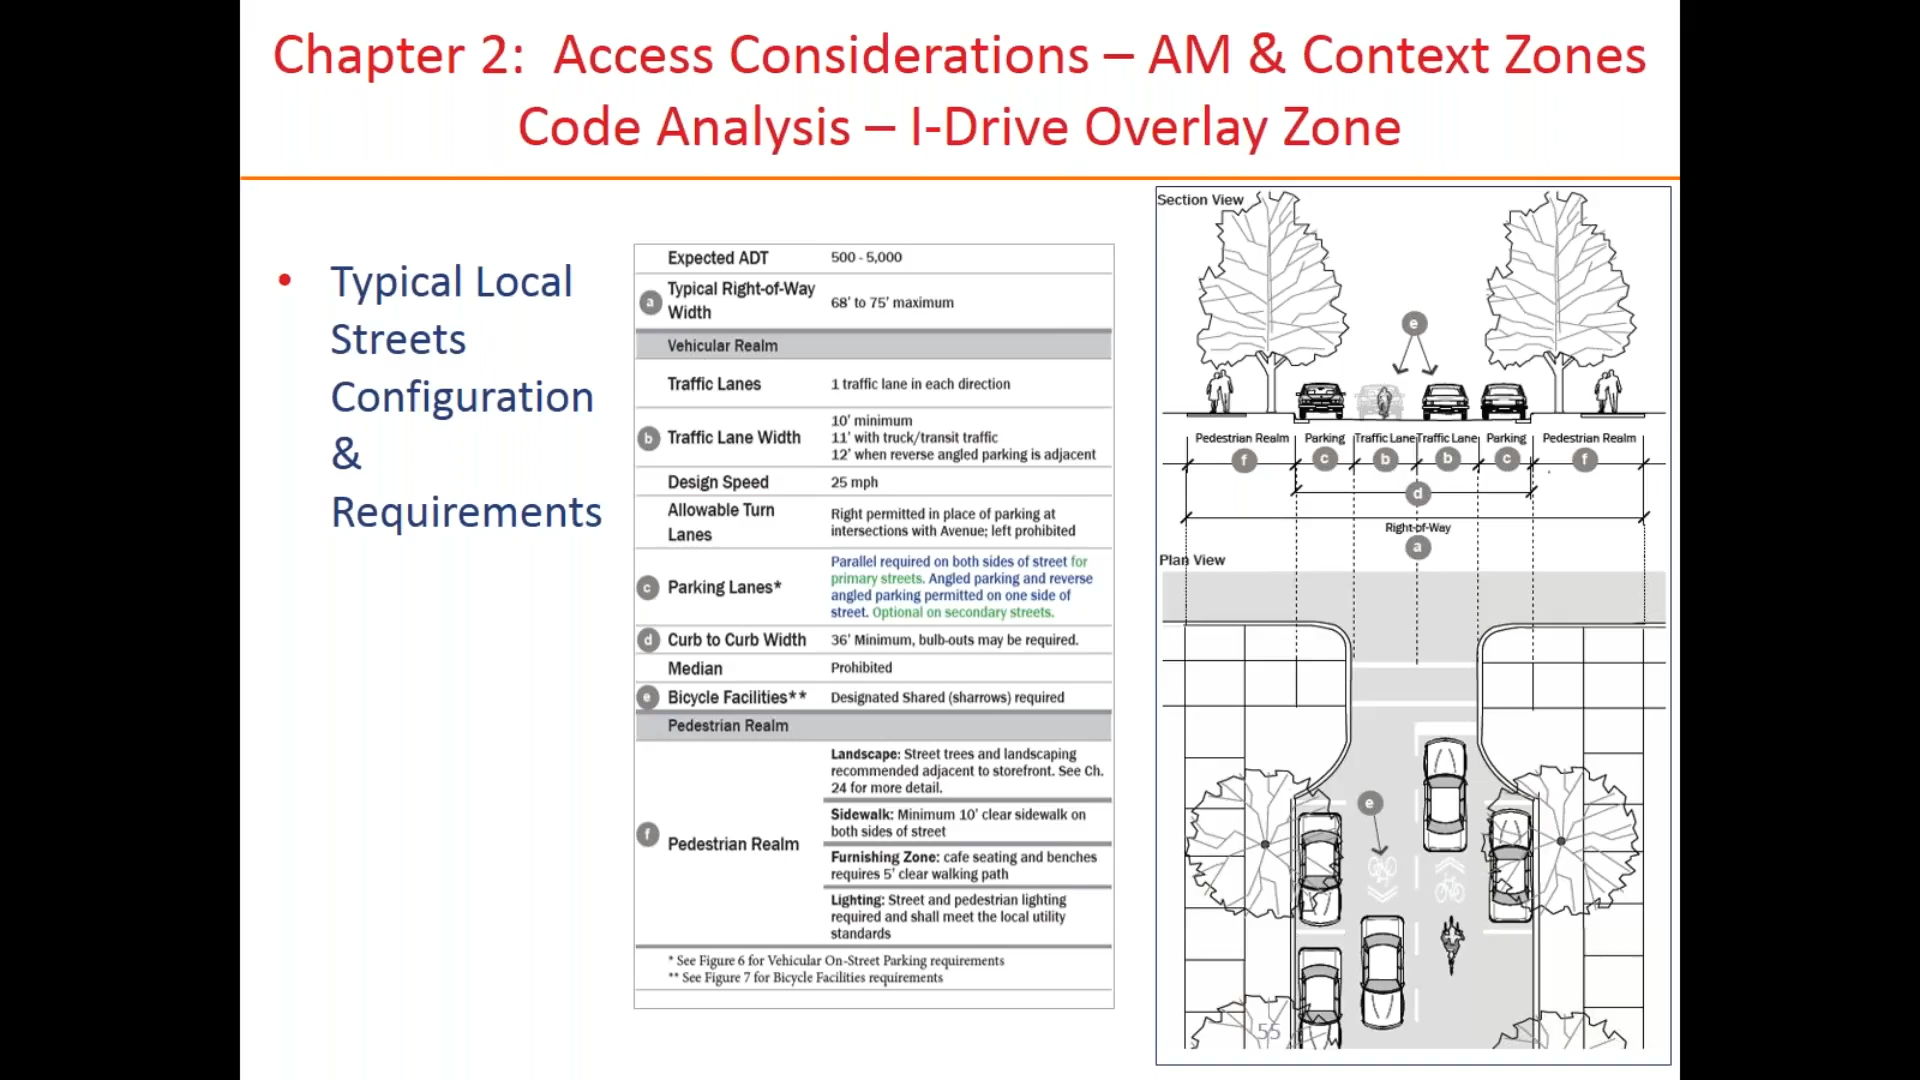 Chapter 2:  Access Considerations – AM & Context Zones
Code Analysis – I-Drive Overlay Zone
• Typical Local
Streets
Configuration
&
Requirements
Expected ADT 500 - 5,000
a Typical Right-of-Way
Width 68' to 75' maximum
Vehicular Realm
Traffic Lanes 1 traffic lane in each direction
b Traffic Lane Width 10' minimum
11' with truck/transit traffic
12' when reverse angled parking is adjacent
Design Speed 25 mph
Allowable Turn
Lanes
Right permitted in place of parking at
intersections with Avenue; left prohibited
c Parking Lanes*
Parallel required on both sides of street for
primary streets. Angled parking and reverse
angled parking permitted on one side of
street. Optional on secondary streets.
d Curb to Curb Width 36' Minimum, bulb-outs may be required.
Median Prohibited
e Bicycle Facilities** Designated Shared (sharrows) required
Pedestrian Realm
f Pedestrian Realm
Landscape: Street trees and landscaping
recommended adjacent to storefront. See Ch.
24 for more detail.
Sidewalk: Minimum 10' clear sidewalk on
both sides of street
Furnishing Zone: cafe seating and benches
requires 5' clear walking path
Lighting: Street and pedestrian lighting
required and shall meet the local utility
standards
* See Figure 6 for Vehicular On-Street Parking requirements
** See Figure 7 for Bicycle Facilities requirements
Section View
e
Pedestrian Realm Parking Traffic Lane Traffic Lane Parking Pedestrian Realm
f c b b c f
d
Right-of-Way
a
Plan View
e
55